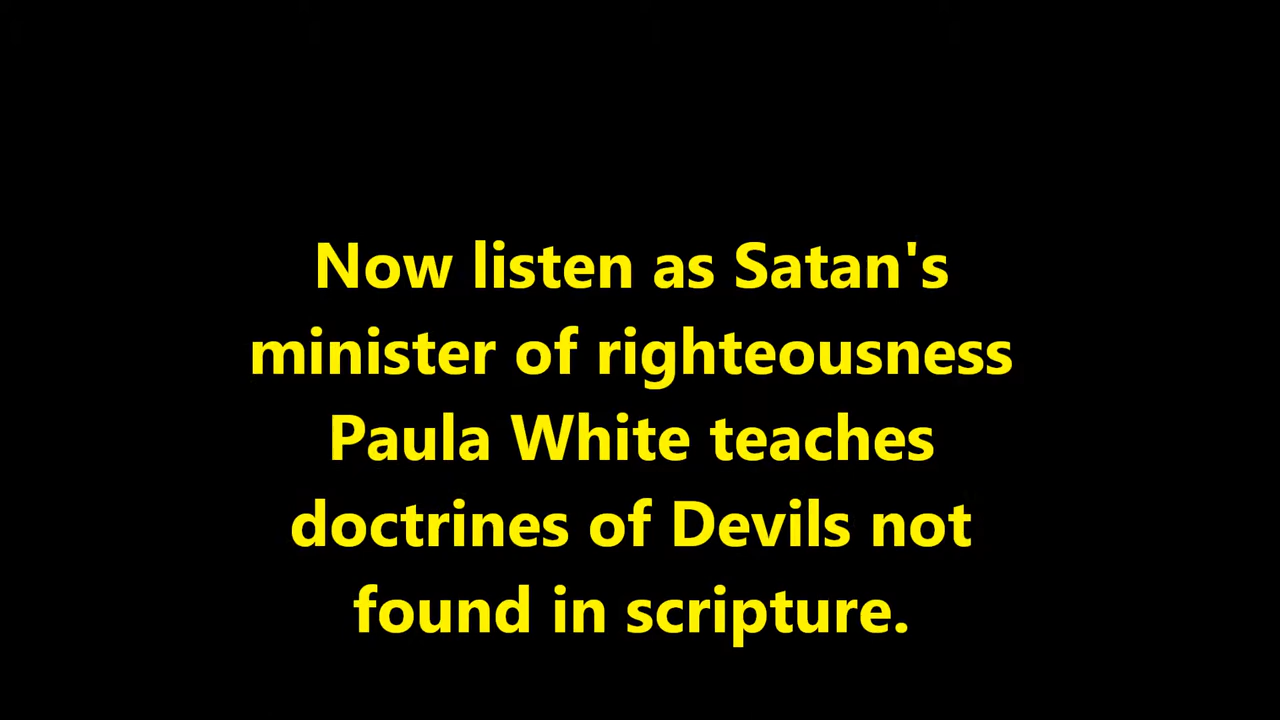 Now listen as Satan's
minister of righteousness
Paula White teaches
doctrines of Devils not
found in scripture.